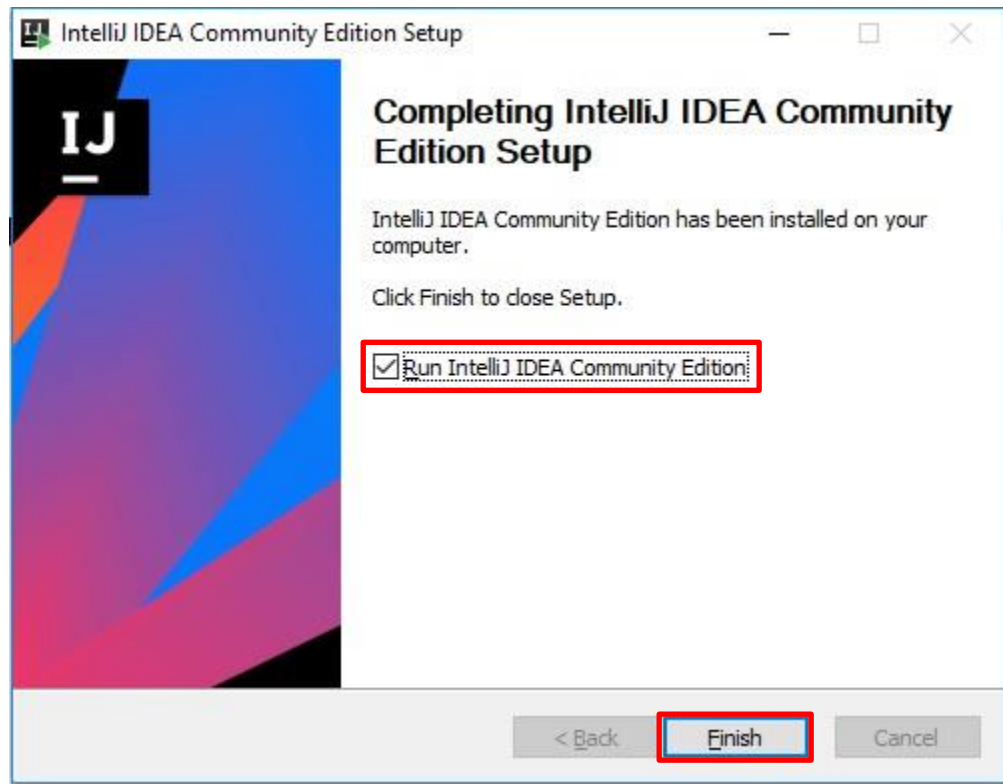 IntelliJ IDEA Community Edition Setup
IJ
Completing IntelliJ IDEA Community
Edition Setup
IntelliJ IDEA Community Edition has been installed on your
computer.
Click Finish to close Setup.
Run IntelliJ IDEA Community Edition
< Back
Finish
Cancel